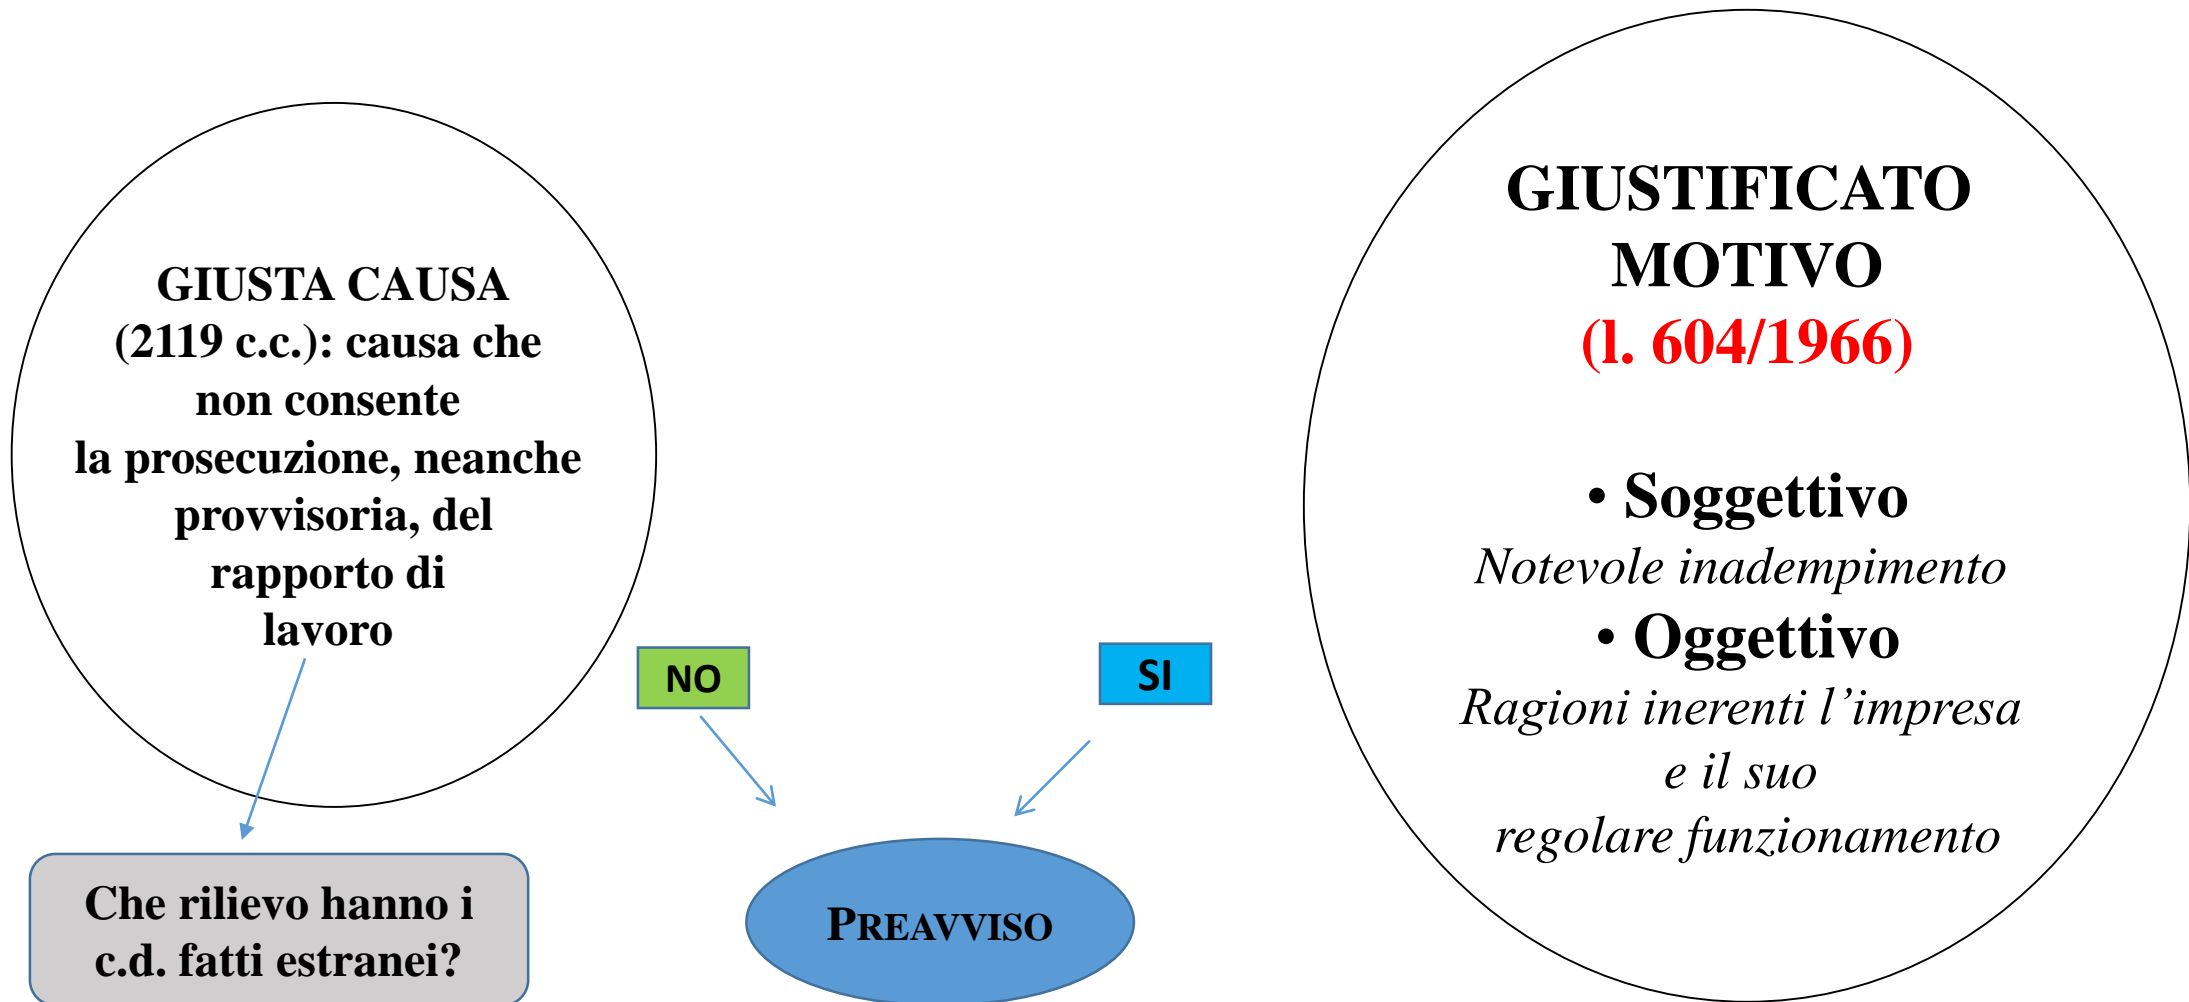 GIUSTA CAUSA
(2119 c.c.): causa che
non consente
la prosecuzione, neanche
provvisoria, del
rapporto di
lavoro
Che rilievo hanno i
c.d. fatti estranei?
NO
SI
PREAVVISO
GIUSTIFICATO
MOTIVO
(l. 604/1966)
• Soggettivo
Notevole inadempimento
• Oggettivo
Ragioni inerenti l’impresa
e il suo
regolare funzionamento